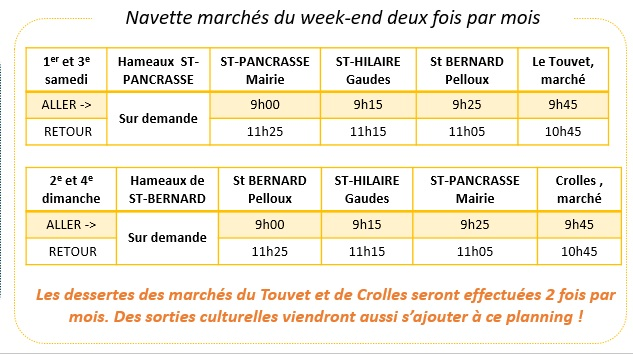 Navette marchés du week-end deux fois par mois
1er et 3e samedi | Hameaux ST-PANCRASSE | ST-PANCRASSE Mairie | ST-HILAIRE Gaudes | St BERNARD Pelloux | Le Touvet, marché
ALLER -> | Sur demande | 9h00 | 9h15 | 9h25 | 9h45
RETOUR | 11h25 | 11h15 | 11h05 | 10h45
2e et 4e dimanche | Hameaux de ST-BERNARD | St BERNARD Pelloux | ST-HILAIRE Gaudes | ST-PANCRASSE Mairie | Crolles , marché
ALLER -> | Sur demande | 9h00 | 9h15 | 9h25 | 9h45
RETOUR | 11h25 | 11h15 | 11h05 | 10h45
Les dessertes des marchés du Touvet et de Crolles seront effectuées 2 fois par
mois. Des sorties culturelles viendront aussi s’ajouter à ce planning !